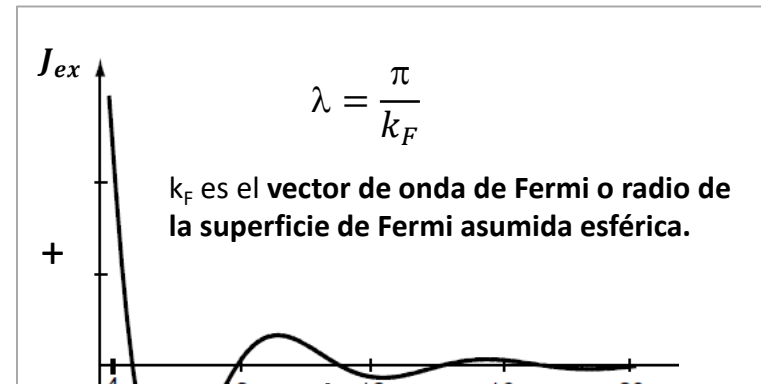 J_ex
λ = π / k_F
k_F es el vector de onda de Fermi o radio de
la superficie de Fermi asumida esférica.
+